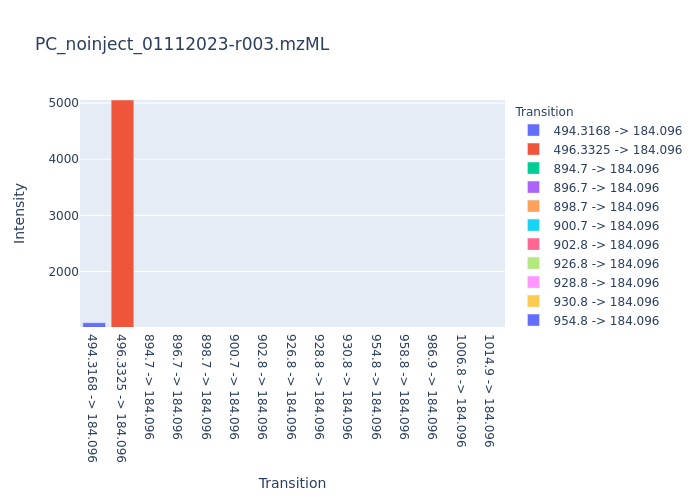 PC_noinject_01112023-r003.mzML
Intensity
5000
4000
3000
2000
494.3168 -> 184.096
496.3325 -> 184.096
894.7 -> 184.096
896.7 -> 184.096
898.7 -> 184.096
900.7 -> 184.096
902.8 -> 184.096
926.8 -> 184.096
928.8 -> 184.096
930.8 -> 184.096
954.8 -> 184.096
958.8 -> 184.096
986.9 -> 184.096
1006.8 -> 184.096
1014.9 -> 184.096
Transition
Transition
494.3168 -> 184.096
496.3325 -> 184.096
894.7 -> 184.096
896.7 -> 184.096
898.7 -> 184.096
900.7 -> 184.096
902.8 -> 184.096
926.8 -> 184.096
928.8 -> 184.096
930.8 -> 184.096
954.8 -> 184.096